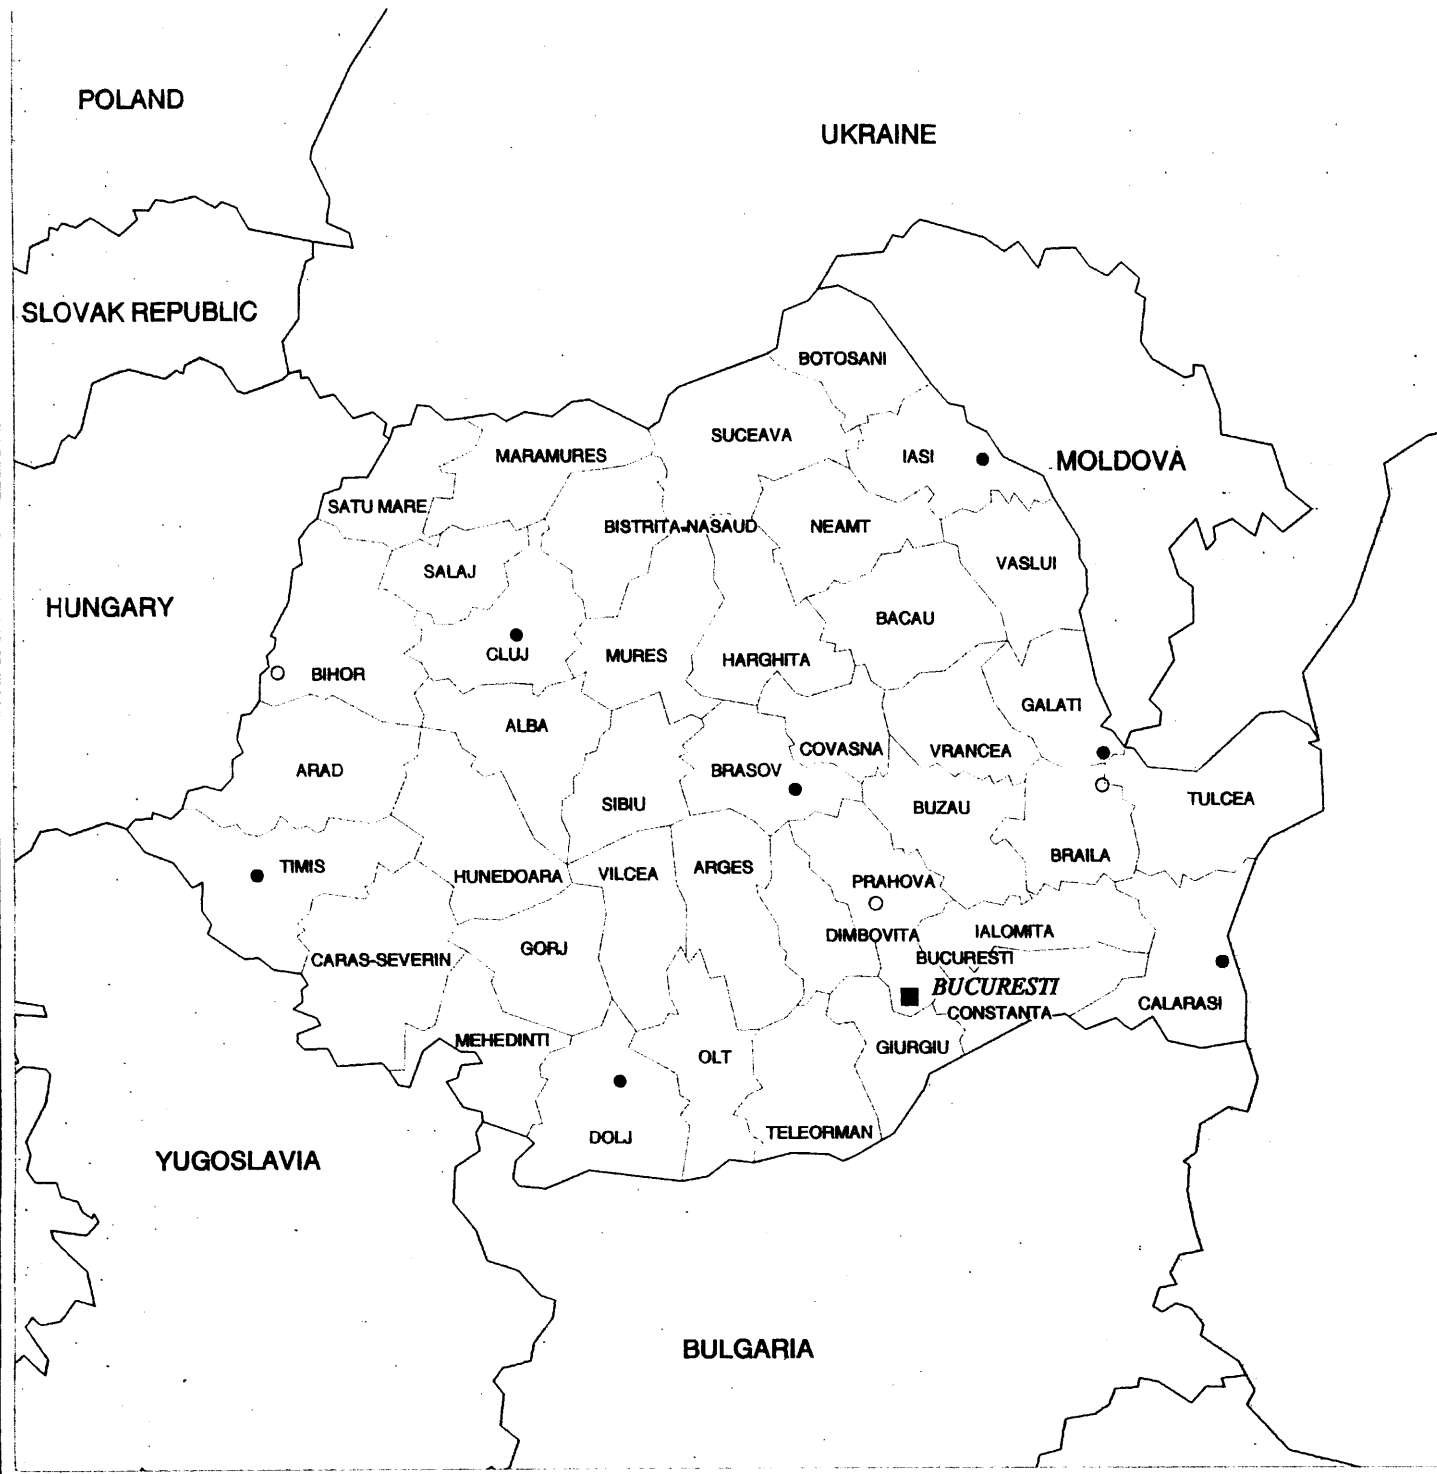 POLAND
UKRAINE
SLOVAK REPUBLIC
BOTOSANI
SUCEAVA
MARAMURES
IASI
MOLDOVA
SATU MARE
BISTRITA-NASAUD
NEAMT
VASLUI
SALAJ
HUNGARY
BACAU
CLUJ
MURES
HARGHITA
BIHOR
GALATI
ALBA
COVASNA
VRANCEA
ARAD
BRASOV
TULCEA
SIBIU
BUZAU
BRAILA
TIMIS
HUNEDOARA
VILCEA
ARGES
PRAHOVA
DIMBOVITA
IALOMITA
GORJ
CARAS-SEVERIN
BUCURESTI
BUCURESTI
CALARASI
CONSTANTA
MEHEDINTI
GIURGIU
OLT
TELEORMAN
DOLJ
YUGOSLAVIA
BULGARIA